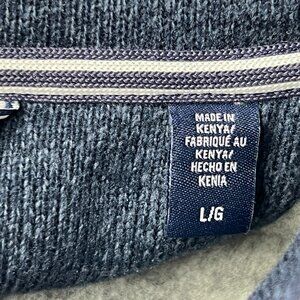 MADE IN
KENYA/
FABRIQUÉ AU
KENYA/
HECHO EN
KENIA
L/G